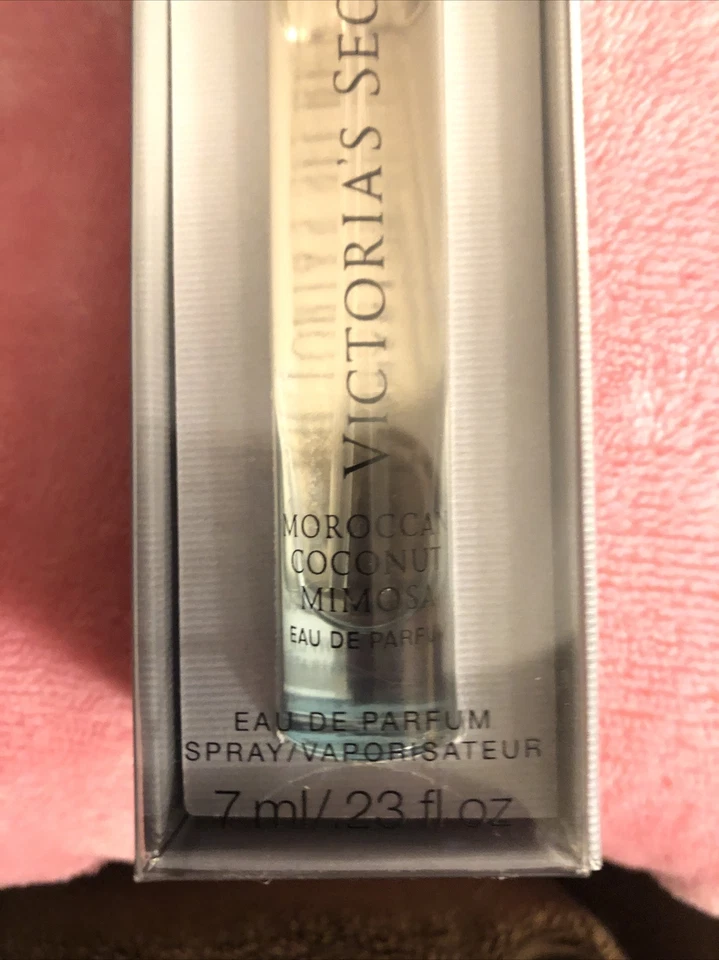 VICTORIA'S SEC
MOROCCAN
COCONUT
MIMOSA
EAU DE PARFU
EAU DE PARFUM
SPRAY/VAPORISATEUR
7 ml/.23 fl oz